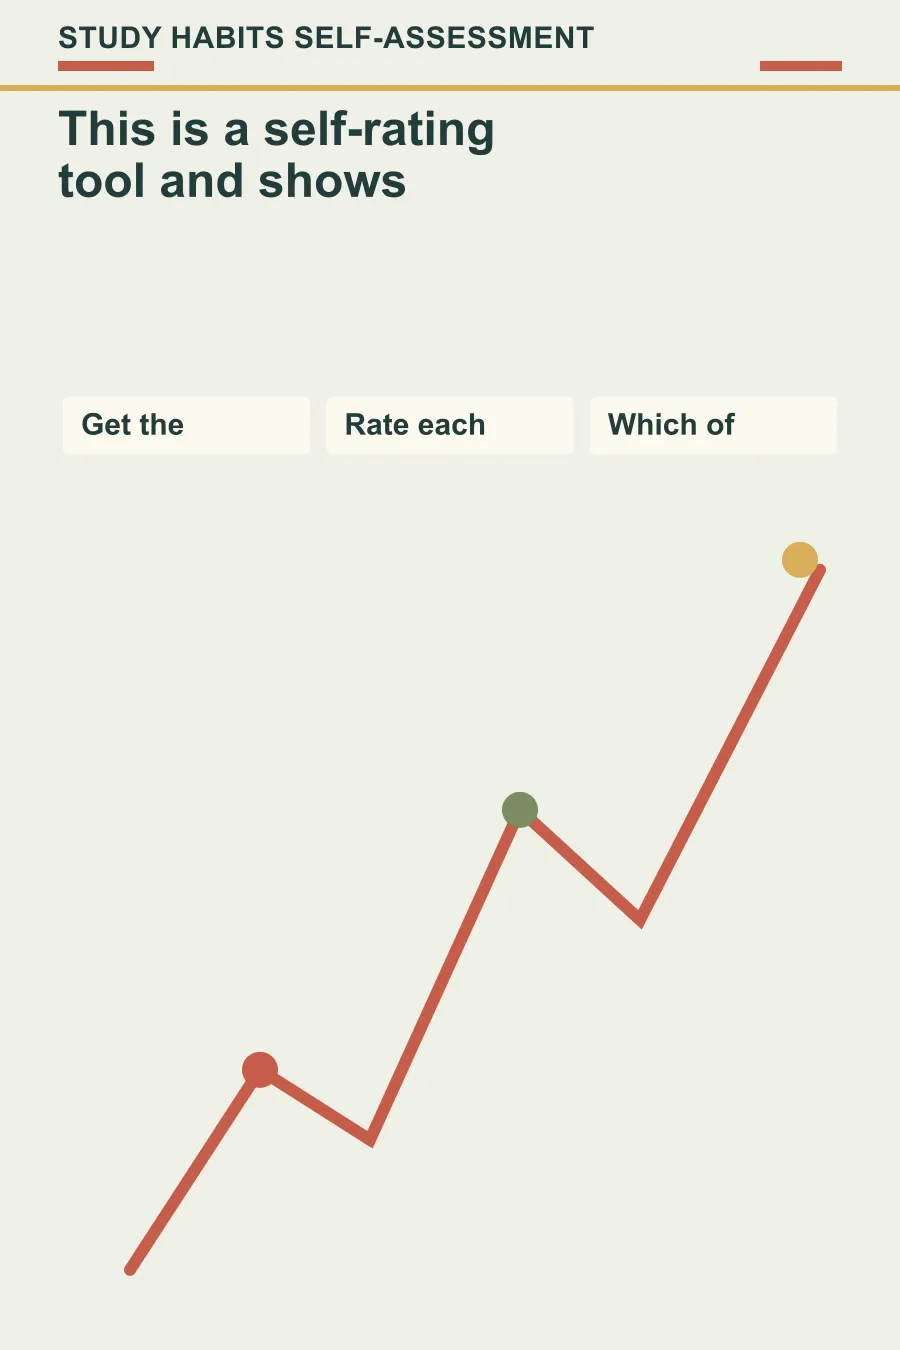 STUDY HABITS SELF-ASSESSMENT
This is a self-rating
tool and shows
Get the
Rate each
Which of